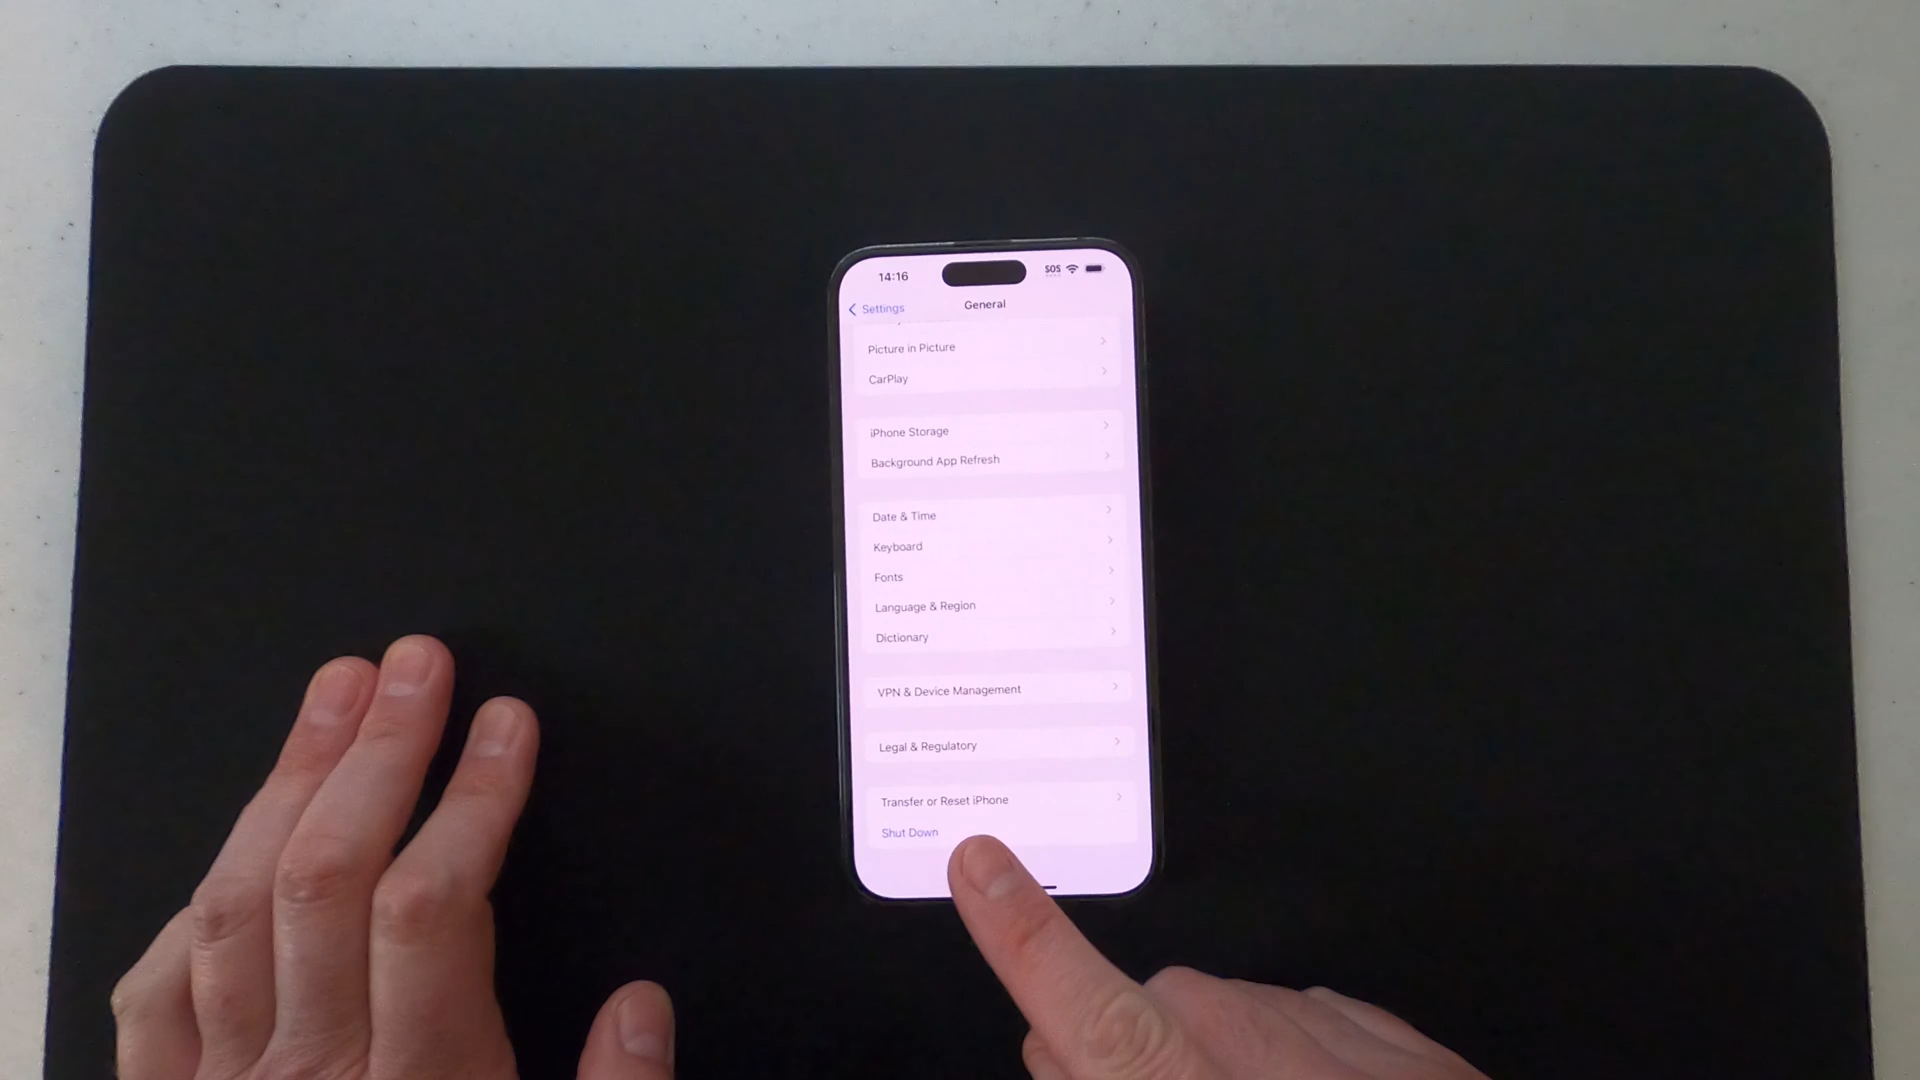 14:16
SOS
Settings
General
Picture in Picture
CarPlay
iPhone Storage
Background App Refresh
Date & Time
Keyboard
Fonts
Language & Region
Dictionary
VPN & Device Management
Legal & Regulatory
Transfer or Reset iPhone
Shut Down